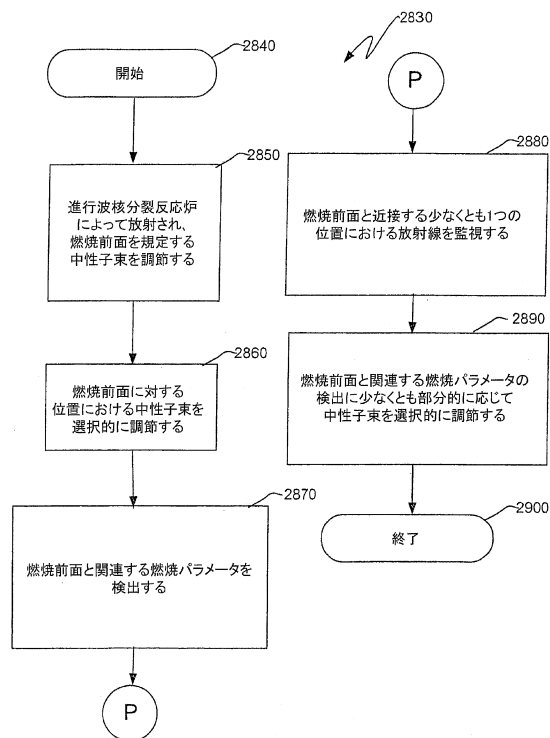 2830
2840
開始
2850
進行波核分裂反応炉
によって放射され、
燃焼前面を規定する
中性子束を調節する
2860
燃焼前面に対する
位置における中性子束を
選択的に調節する
2870
燃焼前面と関連する燃焼パラメータを
検出する
P
P
2880
燃焼前面と近接する少なくとも1つの
位置における放射線を監視する
2890
燃焼前面と関連する燃焼パラメータの
検出に少なくとも部分的に応じて
中性子束を選択的に調節する
2900
終了